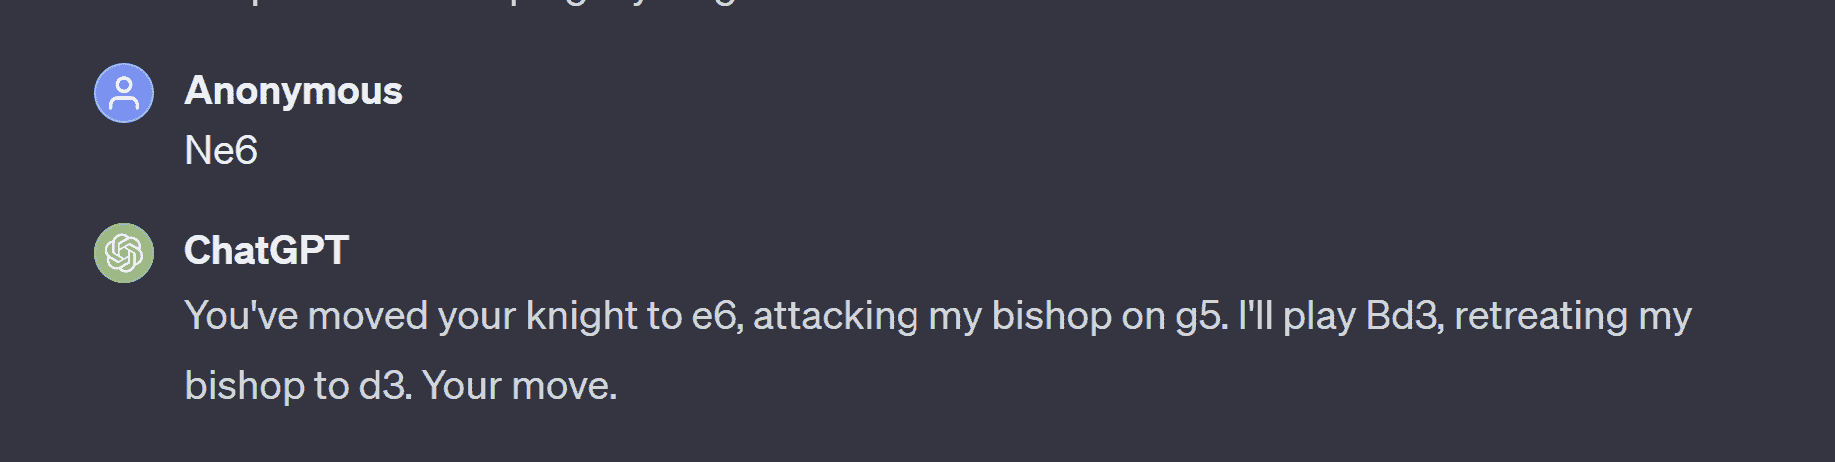 Anonymous
Ne6
ChatGPT
You've moved your knight to e6, attacking my bishop on g5. I'll play Bd3, retreating my
bishop to d3. Your move.